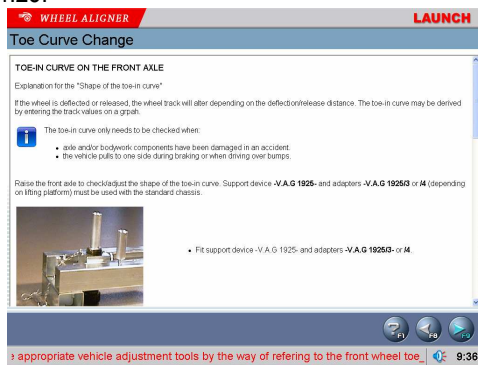 WHEEL ALIGNER
LAUNCH
Toe Curve Change
TOE-IN CURVE ON THE FRONT AXLE
Explanation for the "Shape of the toe-in curve"
If the wheel is deflected or released, the wheel track will alter depending on the deflection/release distance. The toe-in curve may be derived
by entering the track values on a grpah.
i
The toe-in curve only needs to be checked when:
• axle and/or bodywork components have been damaged in an accident.
• the vehicle pulls to one side during braking or when driving over bumps.
Raise the front axle to check/adjust the shape of the toe-in curve. Support device -V.A.G 1925- and adapters -V.A.G 1925/3 or /4 (depending
on lifting platform) must be used with the standard chassis.
• Fit support device -V.A.G 1925- and adapters -V.A.G 1925/3- or /4.
? F1
F8
F9
appropriate vehicle adjustment tools by the way of refering to the front wheel toe_
9:36